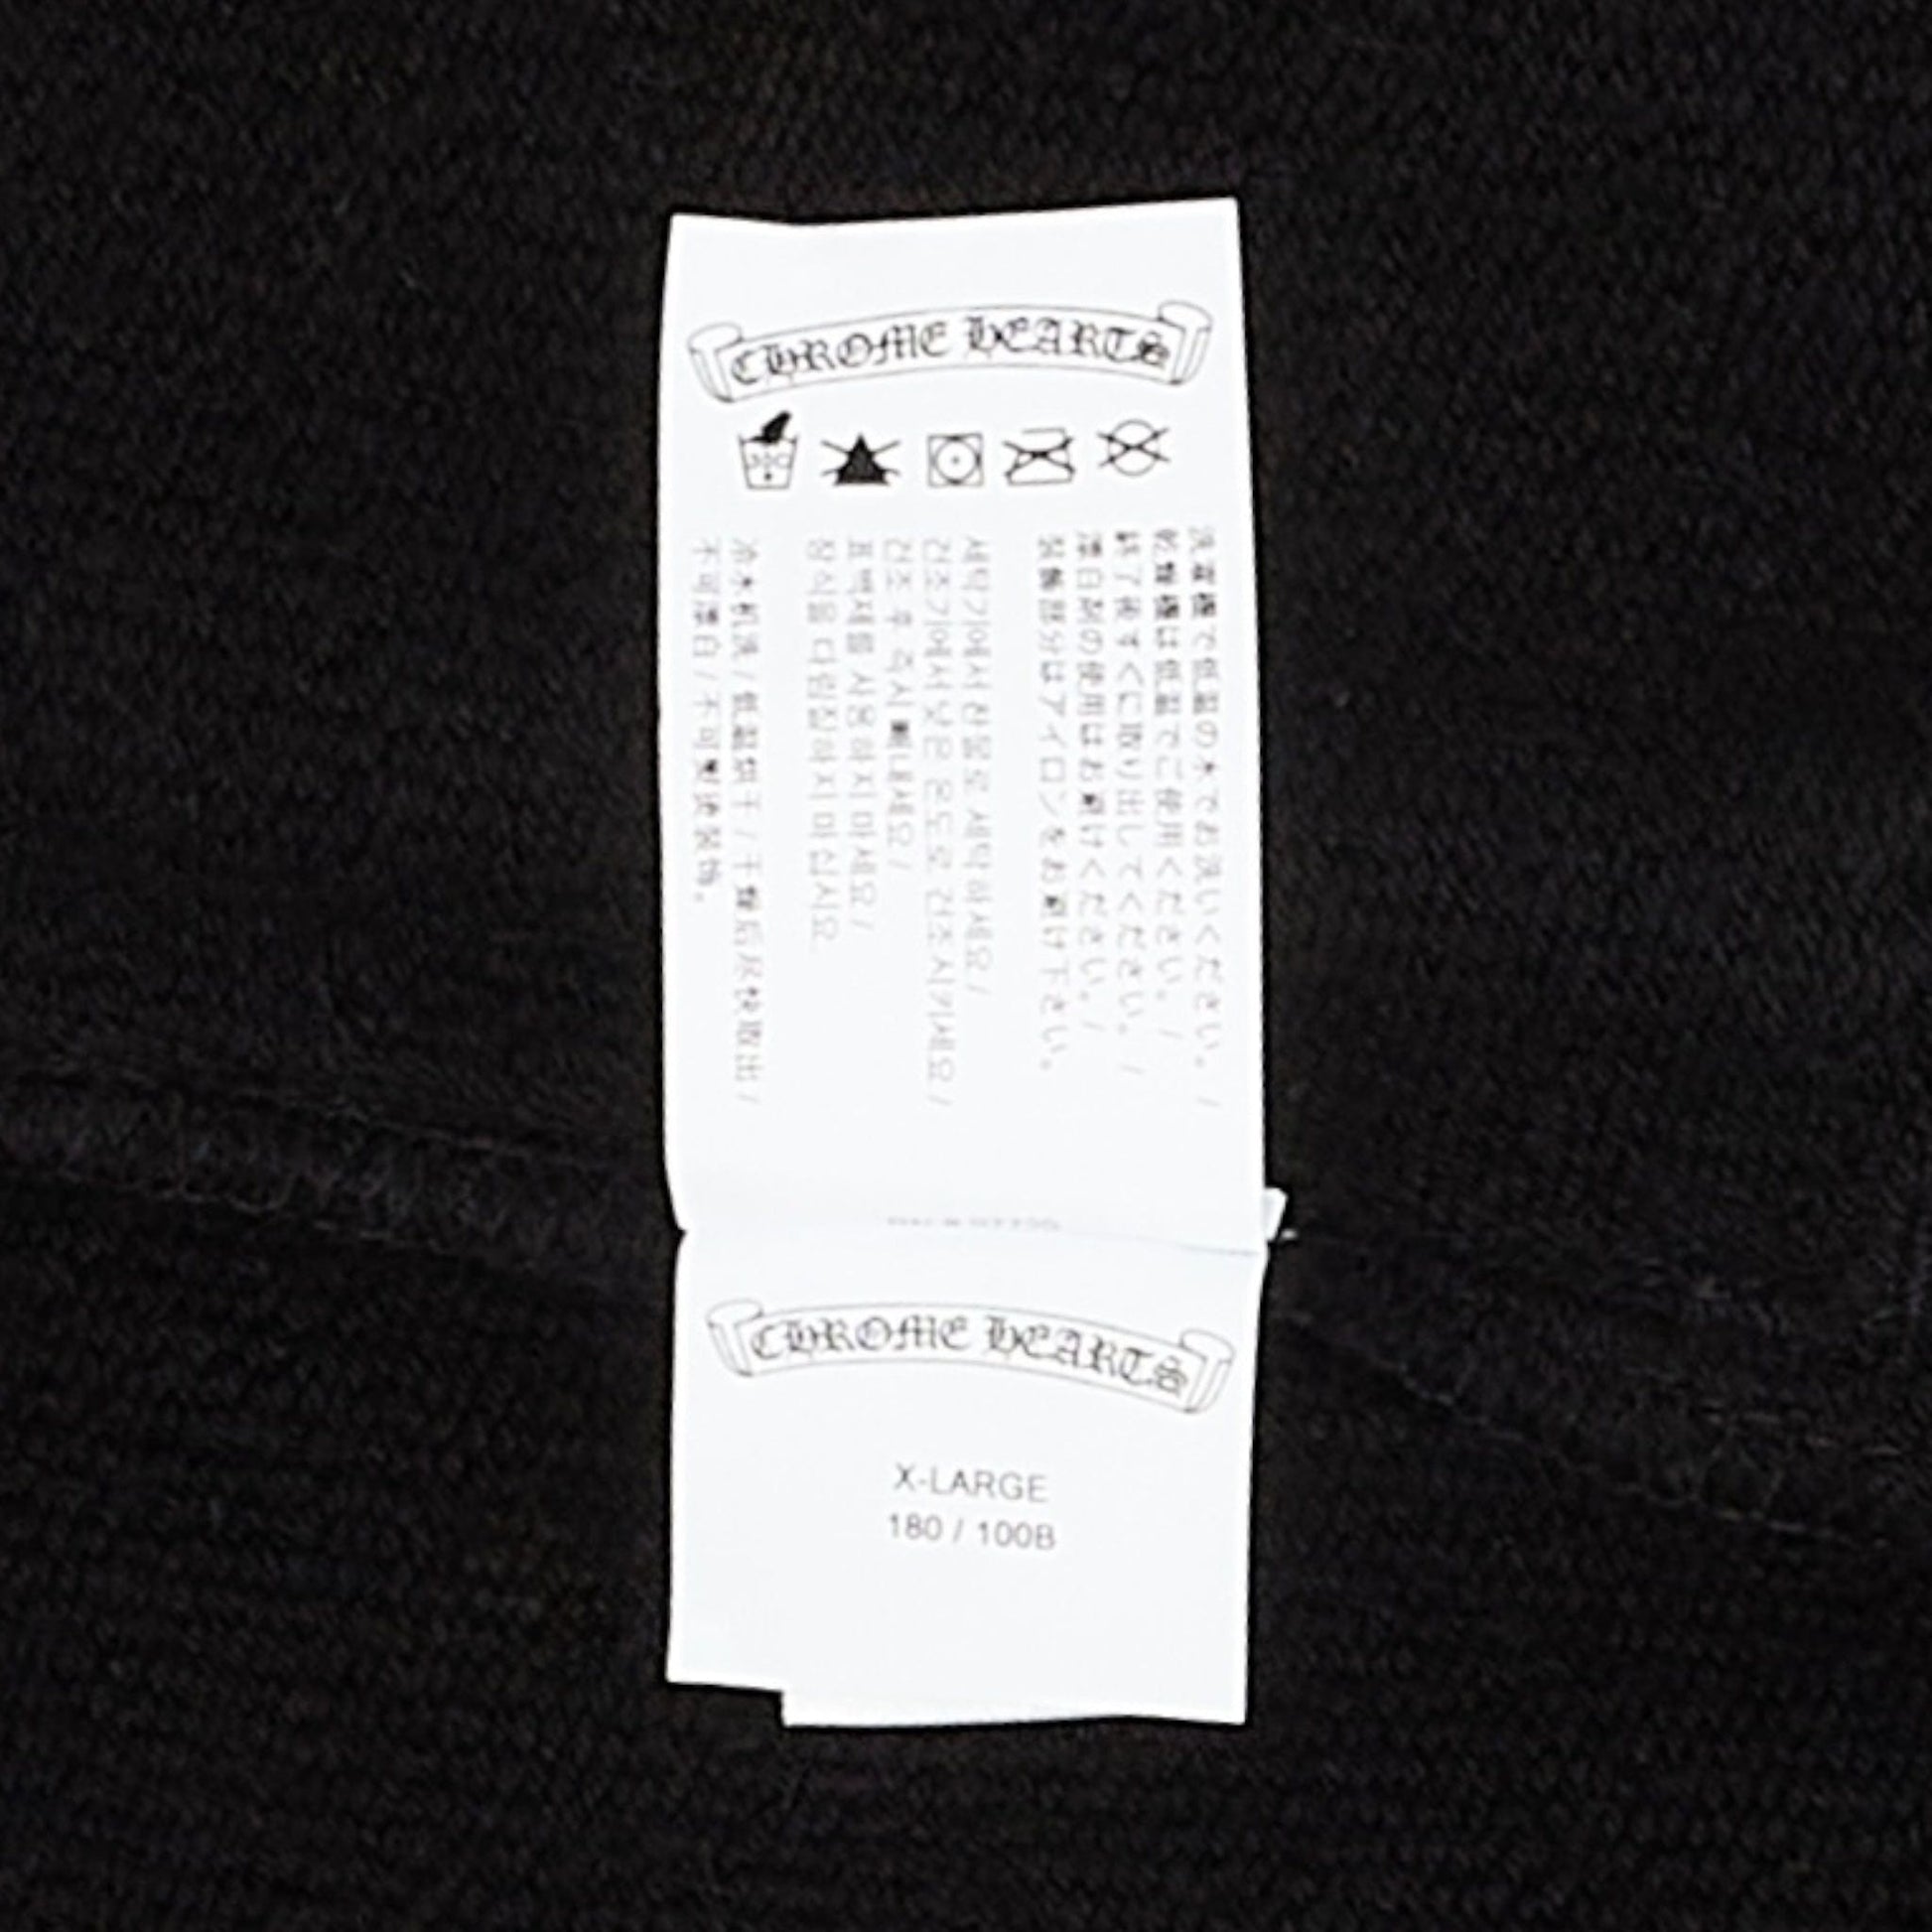 CHROME HEARTS
30C
洗濯機で低温の水でお洗いください。 /
乾燥機は低温でご使用ください。 /
終了後すぐに取り出してください。 /
漂白剤の使用はお避けください。 /
装飾部分はアイロンをお避け下さい。
세탁기에서 찬물로 세탁 하세요 /
건조기에서 낮은 온도로 건조 시키세요 /
건조 후 즉시 빼내세요 /
표백제를 사용 하지 마세요 /
장식을 다림질하지 마십시오
冷水机洗 / 低温烘干 / 干燥后尽快取出 /
不可漂白 / 不可熨烫装饰。
CHROME HEARTS
X-LARGE
180 / 100B